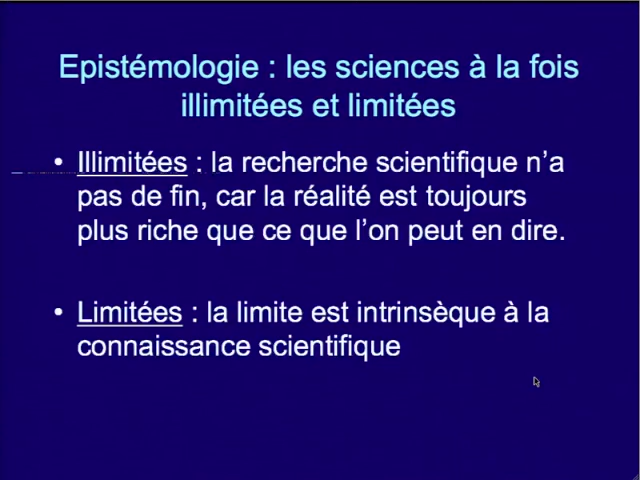 Epistémologie : les sciences à la fois
illimitées et limitées
• Illimitées : la recherche scientifique n’a
pas de fin, car la réalité est toujours
plus riche que ce que l’on peut en dire.
• Limitées : la limite est intrinsèque à la
connaissance scientifique